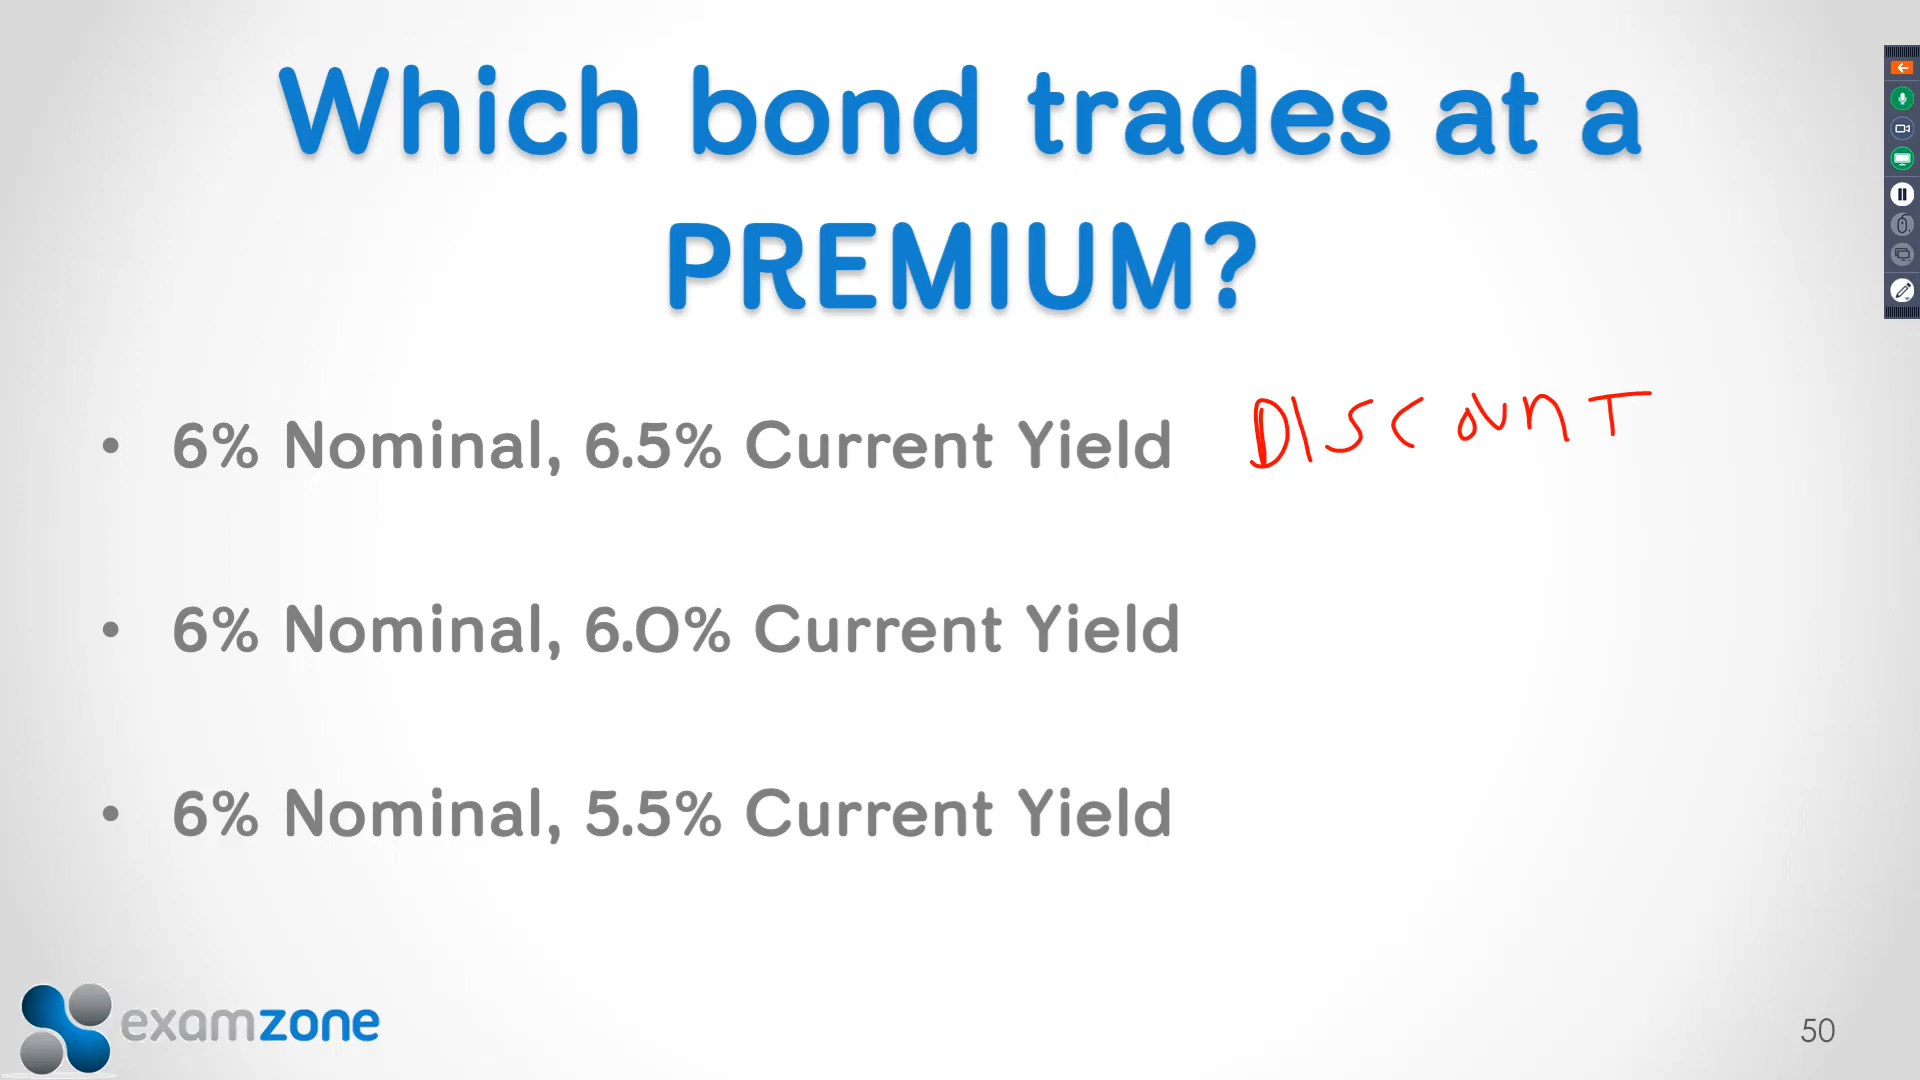 Which bond trades at a
PREMIUM?
• 6% Nominal, 6.5% Current Yield DISCOUNT
• 6% Nominal, 6.0% Current Yield
• 6% Nominal, 5.5% Current Yield
examzone
50